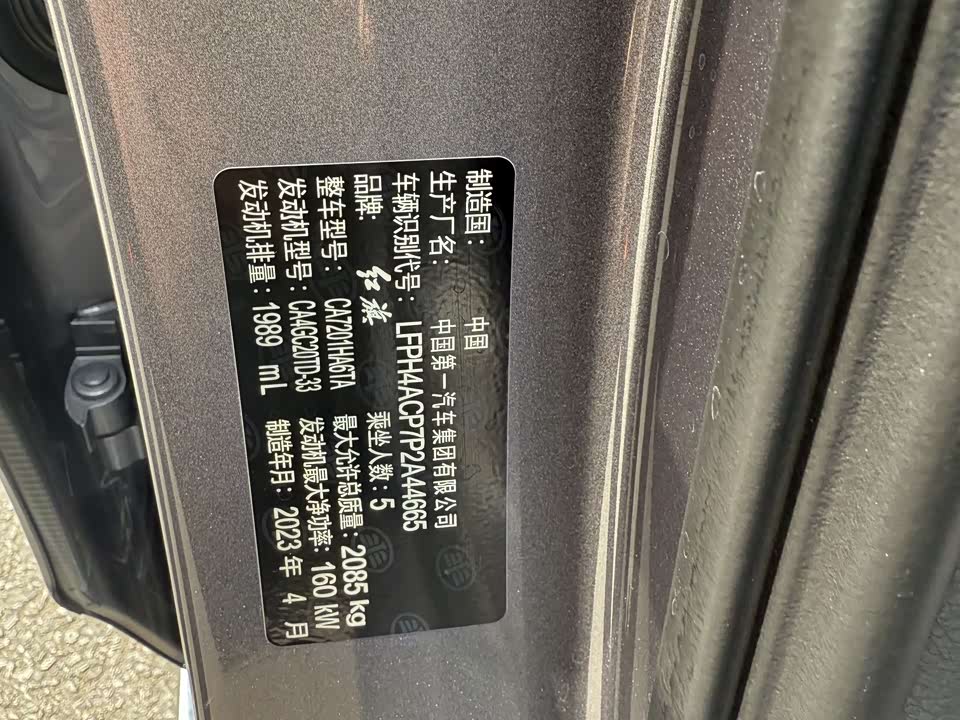 制造国： 中国
生产厂名： 中国第一汽车集团有限公司
车辆识别代号： LFPH4ACP7P2A44665
品牌： 红旗 乘坐人数：5
整车型号： CA7201HA6TA 最大允许总质量：2085 kg
发动机型号：CA4GC20TD-33 发动机最大净功率：160 kW
发动机排量：1989 mL 制造年月：2023 年 4 月